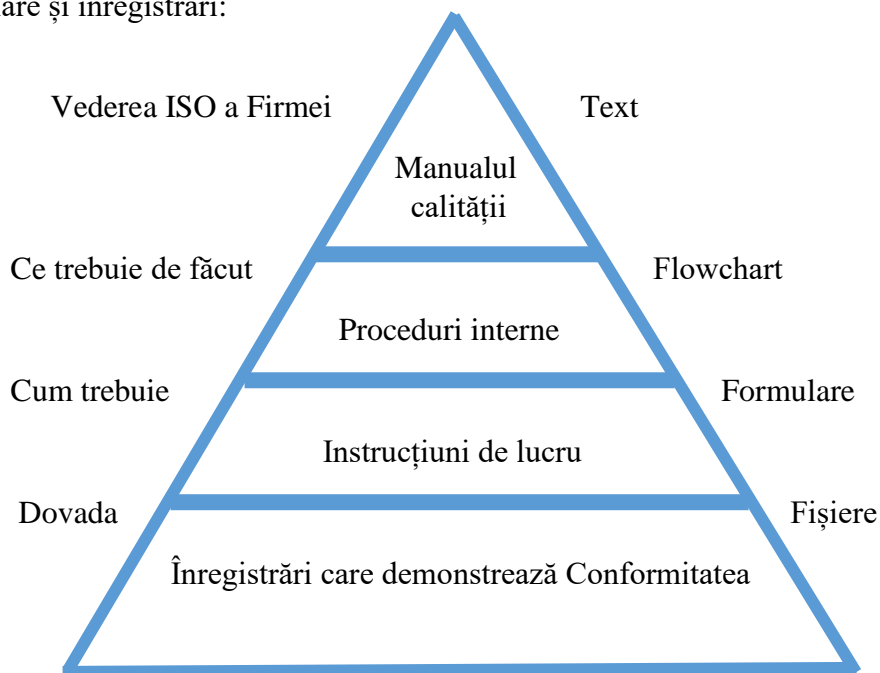 și înregistrări:
Vederea ISO a Firmei
Text
Manualul
calității
Ce trebuie de făcut
Flowchart
Proceduri interne
Cum trebuie
Formulare
Instrucțiuni de lucru
Dovada
Fișiere
Înregistrări care demonstrează Conformitatea